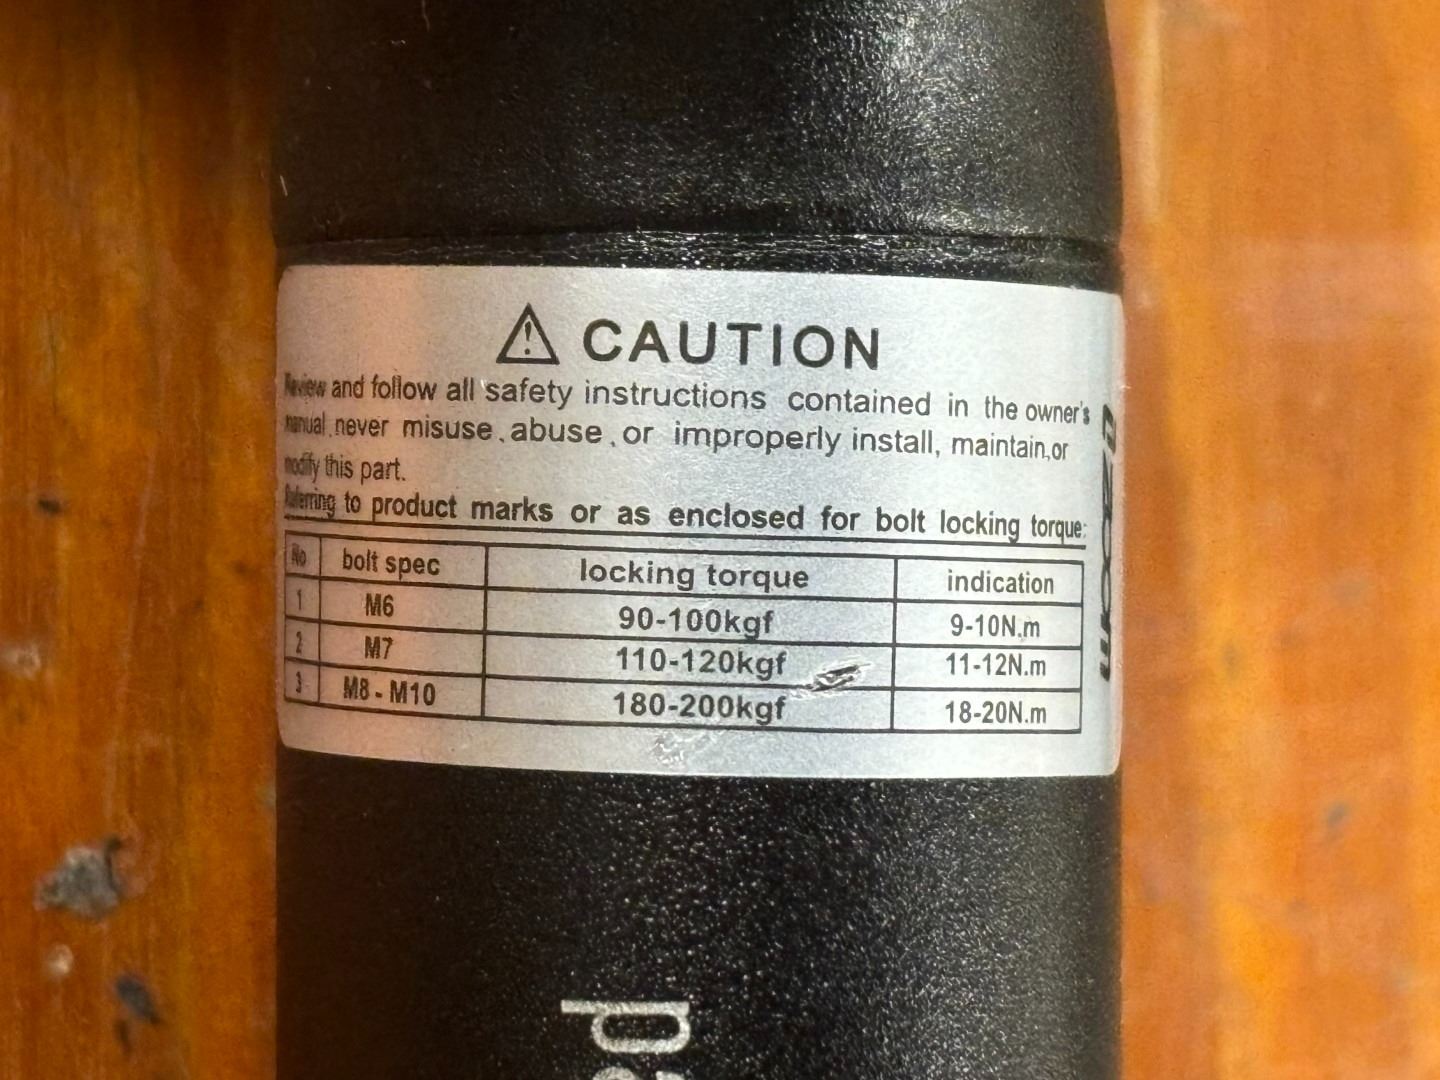 CAUTION
Review and follow all safety instructions contained in the owner's
manual, never misuse, abuse, or improperly install, maintain, or
modify this part.
Referring to product marks or as enclosed for bolt locking torque:
No bolt spec locking torque indication
1 M6 90-100kgf 9-10N.m
2 M7 110-120kgf 11-12N.m
3 M8 - M10 180-200kgf 18-20N.m
zoom